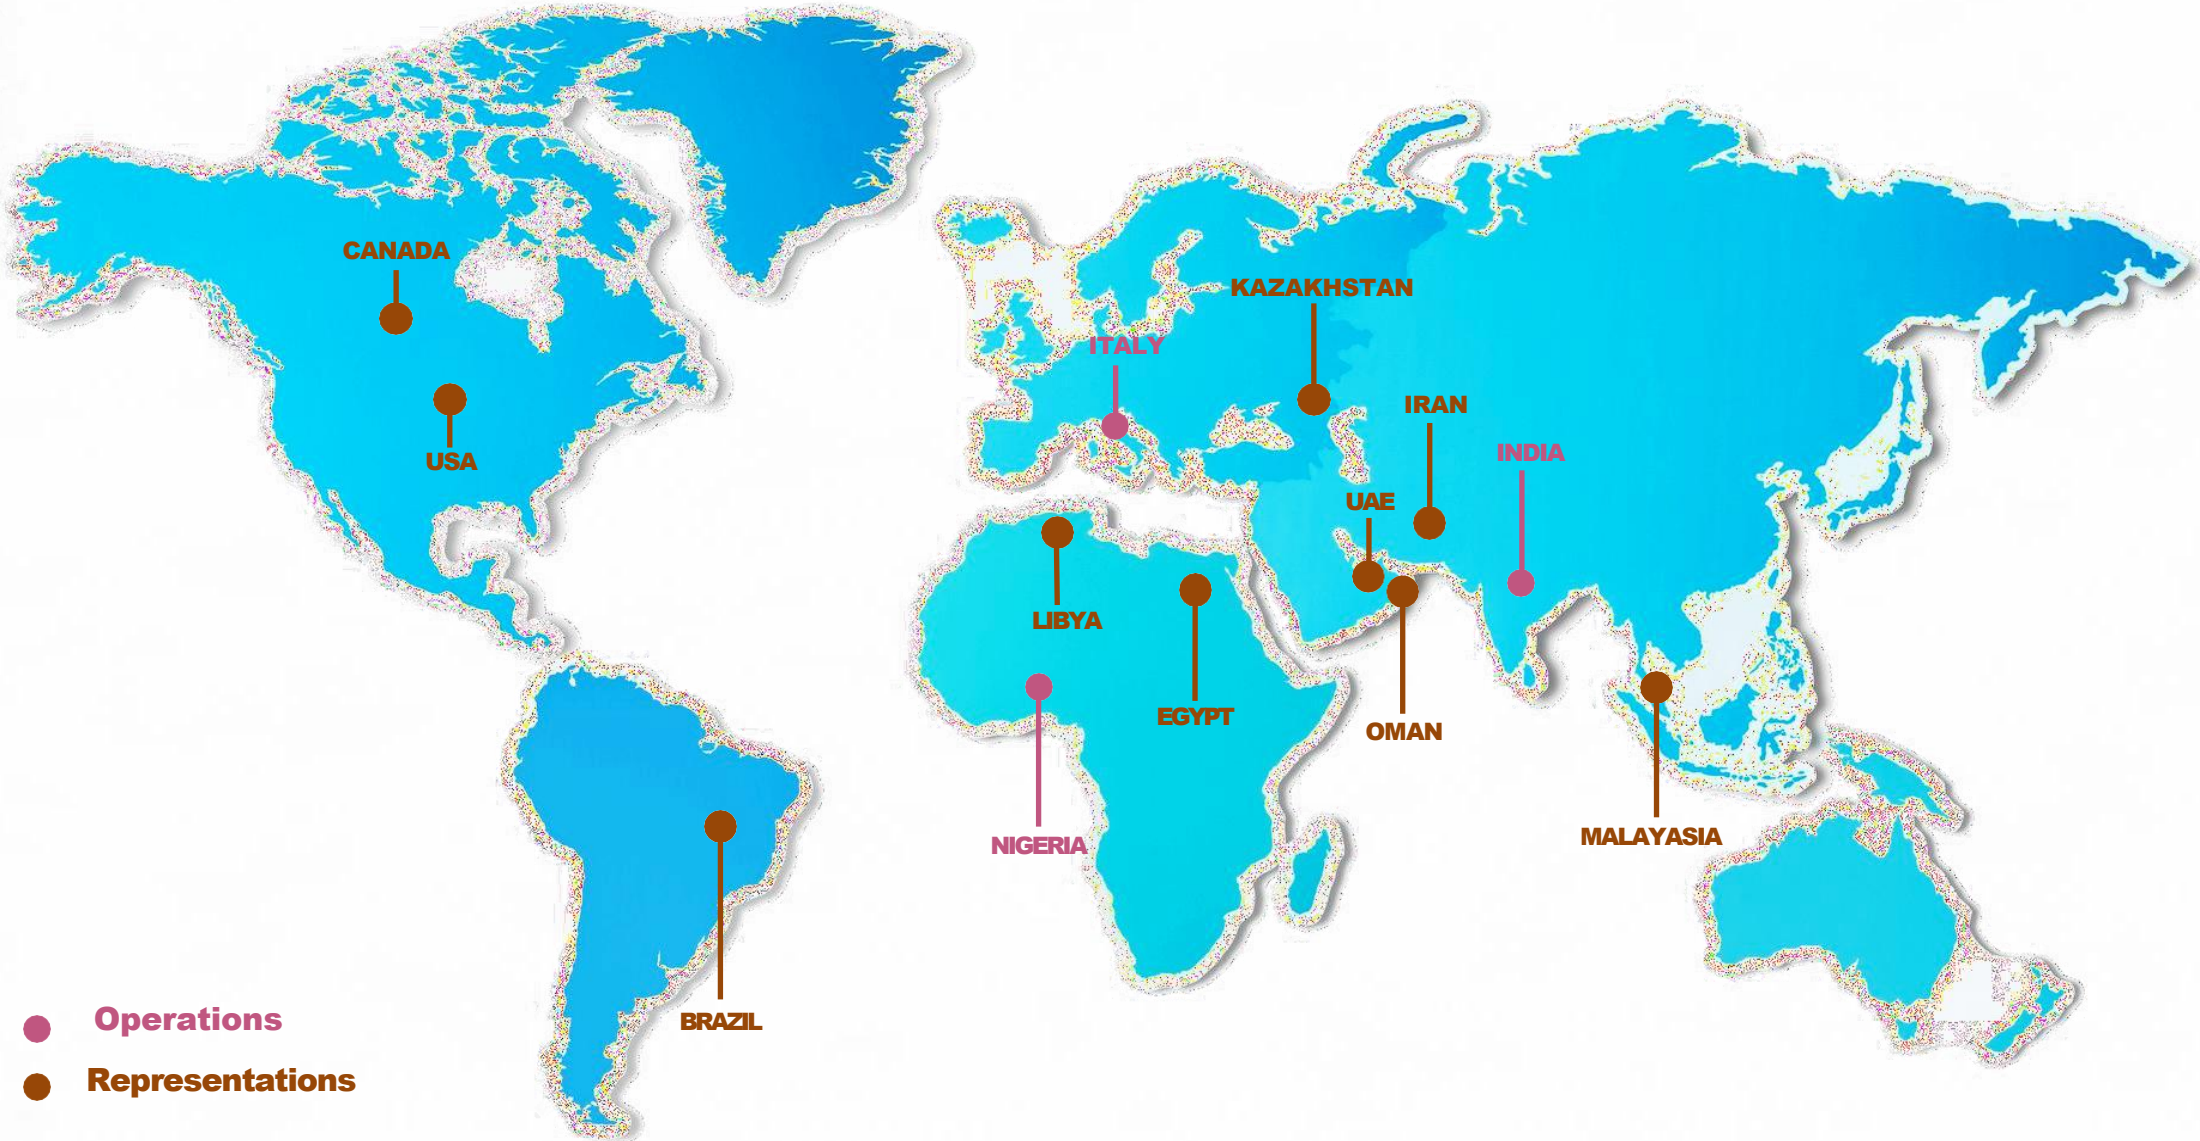 CANADA
KAZAKHSTAN
ITALY
IRAN
USA
INDIA
UAE
LIBYA
EGYPT
OMAN
MALAYASIA
NIGERIA
BRAZIL
Operations
Representations